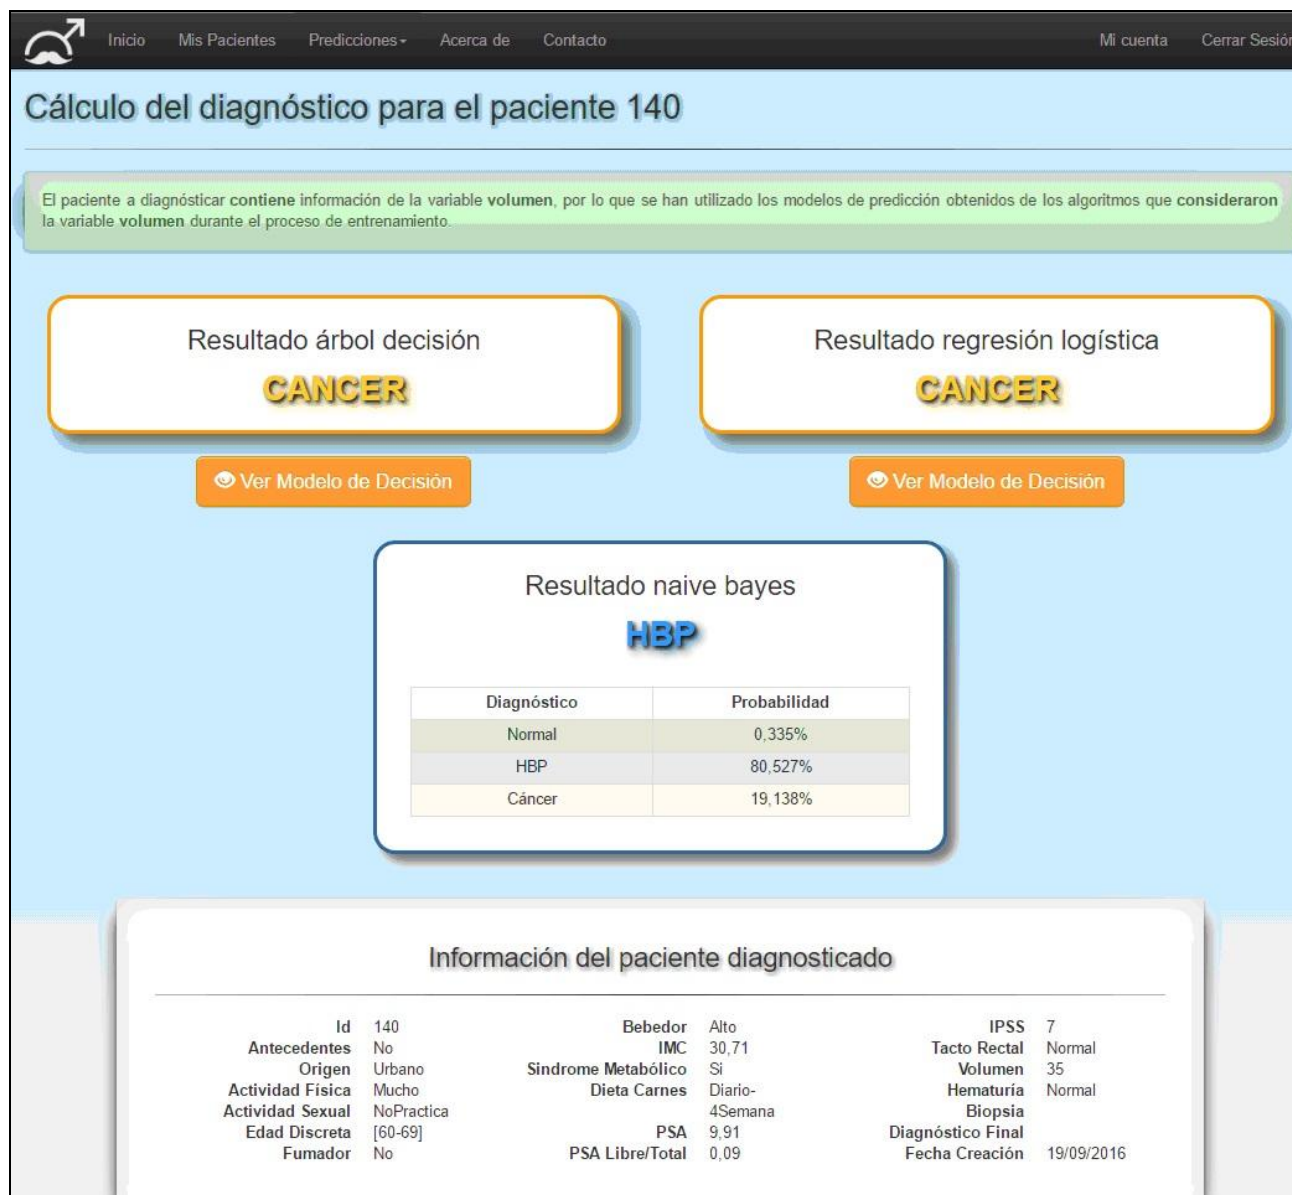 Inicio Mis Pacientes Predicciones Acerca de Contacto Mi cuenta Cerrar Sesión
Cálculo del diagnóstico para el paciente 140
El paciente a diagnósticar contiene información de la variable volumen, por lo que se han utilizado los modelos de predicción obtenidos de los algoritmos que consideraron
la variable volumen durante el proceso de entrenamiento.
Resultado árbol decisión
CANCER
Ver Modelo de Decisión
Resultado regresión logística
CANCER
Ver Modelo de Decisión
Resultado naive bayes
HBP
Diagnóstico Probabilidad
Normal 0,335%
HBP 80,527%
Cáncer 19,138%
Información del paciente diagnosticado
Id 140
Antecedentes No
Origen Urbano
Actividad Física Mucho
Actividad Sexual NoPractica
Edad Discreta [60-69]
Fumador No
Bebedor Alto
IMC 30,71
Sindrome Metabólico Si
Dieta Carnes Diario-
4Semana
PSA 9,91
PSA Libre/Total 0,09
IPSS 7
Tacto Rectal Normal
Volumen 35
Hematuría Normal
Biopsia
Diagnóstico Final
Fecha Creación 19/09/2016